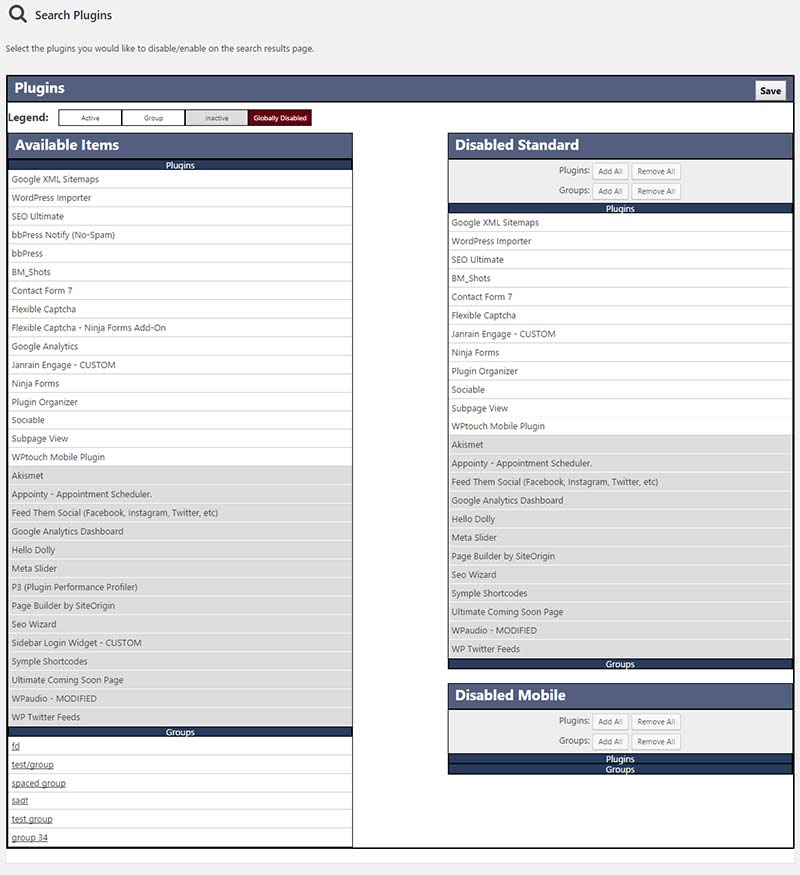 Search Plugins
Select the plugins you would like to disable/enable on the search results page.
Plugins
Save
Legend:
Active
Group
Inactive
Globally Disabled
Available Items
Plugins
Google XML Sitemaps
WordPress Importer
SEO Ultimate
bbPress Notify (No-Spam)
bbPress
BM_Shots
Contact Form 7
Flexible Captcha
Flexible Captcha - Ninja Forms Add-On
Google Analytics
Janrain Engage - CUSTOM
Ninja Forms
Plugin Organizer
Sociable
Subpage View
WPtouch Mobile Plugin
Akismet
Appointy - Appointment Scheduler.
Feed Them Social (Facebook, Instagram, Twitter, etc)
Google Analytics Dashboard
Hello Dolly
Meta Slider
P3 (Plugin Performance Profiler)
Page Builder by SiteOrigin
Seo Wizard
Sidebar Login Widget - CUSTOM
Symple Shortcodes
Ultimate Coming Soon Page
WPaudio - MODIFIED
WP Twitter Feeds
Groups
fd
test/group
spaced group
test group
group 34
Disabled Standard
Plugins: Add All Remove All
Groups: Add All Remove All
Plugins
Google XML Sitemaps
WordPress Importer
SEO Ultimate
BM_Shots
Contact Form 7
Flexible Captcha
Janrain Engage - CUSTOM
Ninja Forms
Plugin Organizer
Sociable
Subpage View
WPtouch Mobile Plugin
Akismet
Appointy - Appointment Scheduler.
Feed Them Social (Facebook, Instagram, Twitter, etc)
Google Analytics Dashboard
Hello Dolly
Meta Slider
Page Builder by SiteOrigin
Seo Wizard
Symple Shortcodes
Ultimate Coming Soon Page
WPaudio - MODIFIED
WP Twitter Feeds
Groups
Disabled Mobile
Plugins: Add All Remove All
Groups: Add All Remove All
Plugins
Groups